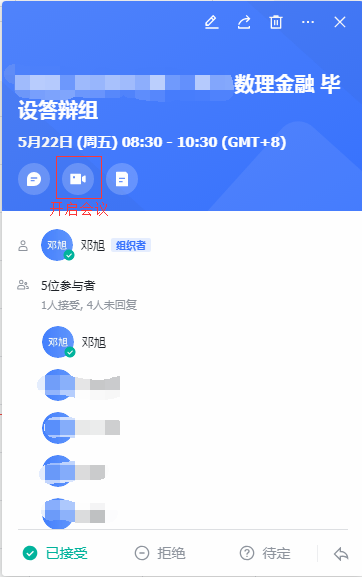 数理金融 毕
设答辩组
5月22日 (周五) 08:30 - 10:30 (GMT+8)
开启会议
邓旭 邓旭 组织者
5位参与者
1人接受, 4人未回复
邓旭 邓旭
已接受 拒绝 待定